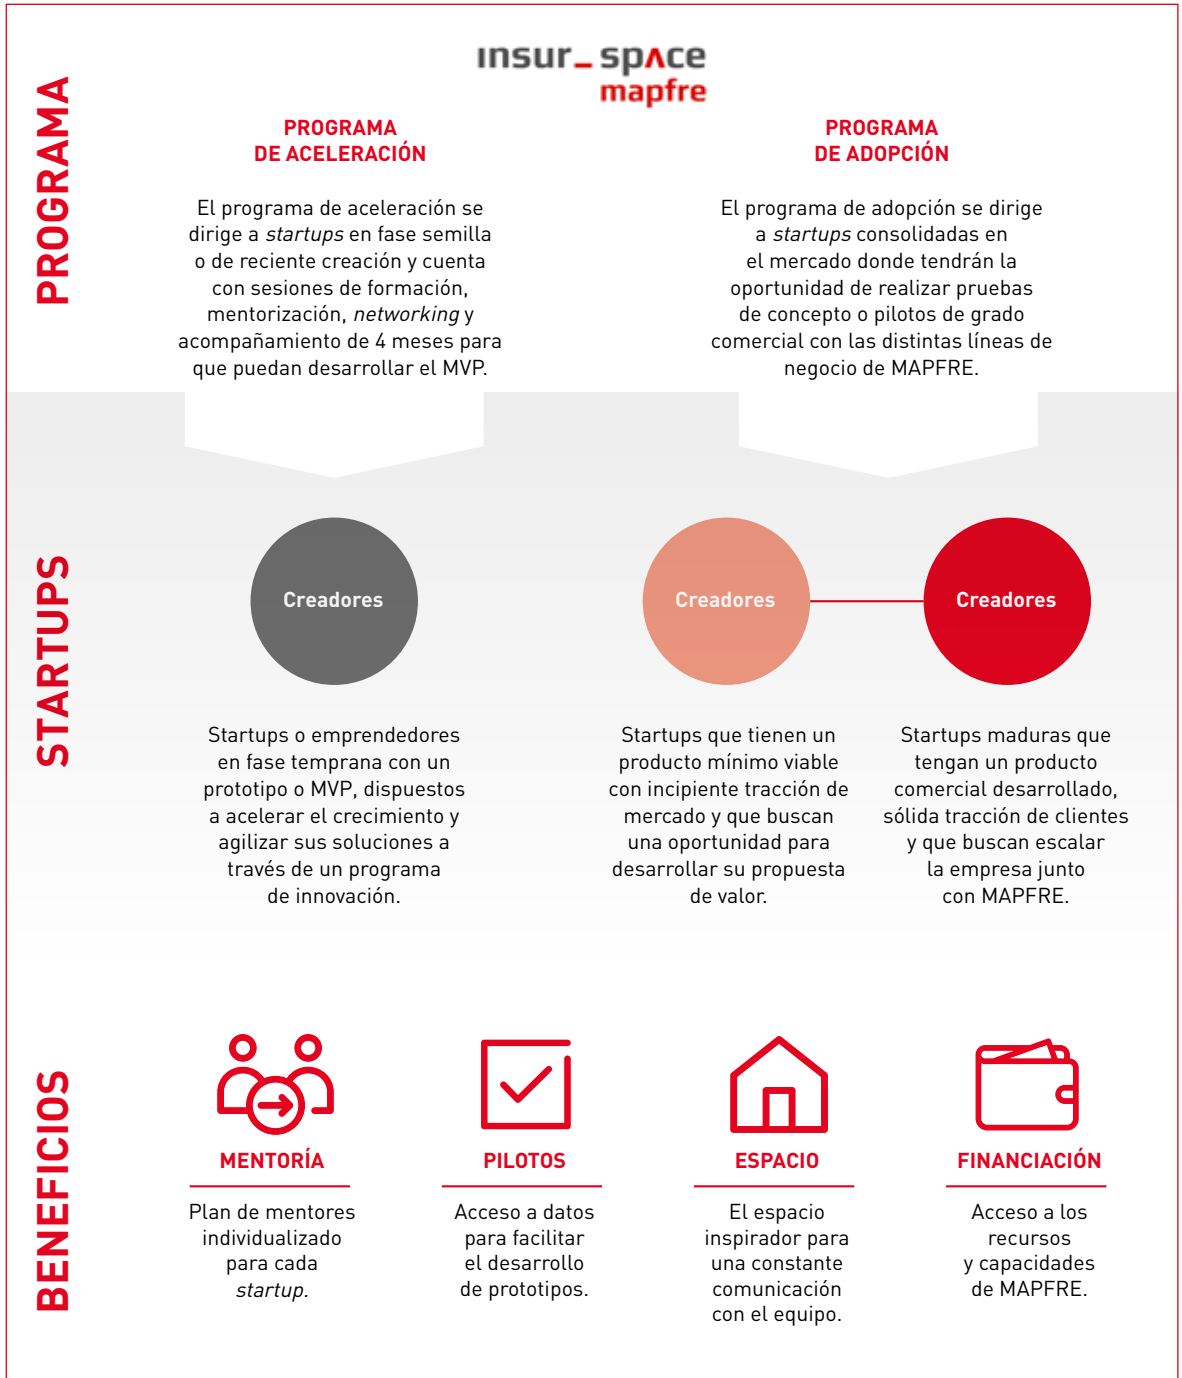 insur_space
mapfre
PROGRAMA
PROGRAMA
DE ACELERACIÓN
El programa de aceleración se
dirige a startups en fase semilla
o de reciente creación y cuenta
con sesiones de formación,
mentorización, networking y
acompañamiento de 4 meses para
que puedan desarrollar el MVP.
PROGRAMA
DE ADOPCIÓN
El programa de adopción se dirige
a startups consolidadas en
el mercado donde tendrán la
oportunidad de realizar pruebas
de concepto o pilotos de grado
comercial con las distintas líneas de
negocio de MAPFRE.
STARTUPS
Creadores
Startups o emprendedores
en fase temprana con un
prototipo o MVP, dispuestos
a acelerar el crecimiento y
agilizar sus soluciones a
través de un programa
de innovación.
Creadores
Startups que tienen un
producto mínimo viable
con incipiente tracción de
mercado y que buscan
una oportunidad para
desarrollar su propuesta
de valor.
Creadores
Startups maduras que
tengan un producto
comercial desarrollado,
sólida tracción de clientes
y que buscan escalar
la empresa junto
con MAPFRE.
BENEFICIOS
MENTORÍA
Plan de mentores
individualizado
para cada
startup.
PILOTOS
Acceso a datos
para facilitar
el desarrollo
de prototipos.
ESPACIO
El espacio
inspirador para
una constante
comunicación
con el equipo.
FINANCIACIÓN
Acceso a los
recursos
y capacidades
de MAPFRE.